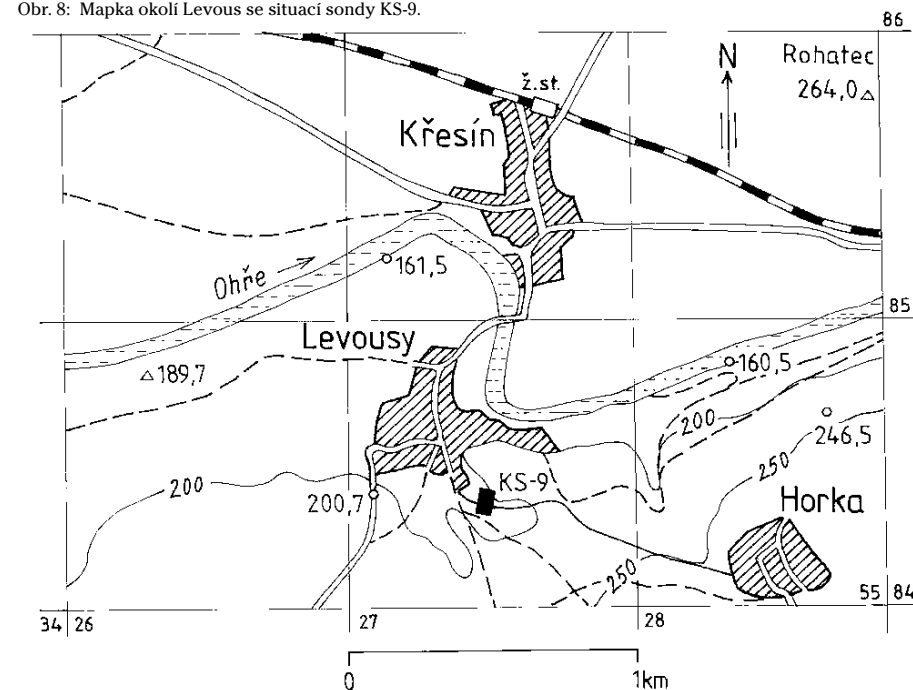 Obr. 8: Mapka okolí Levous se situací sondy KS-9.
86
N
Rohatec
264,0
ž.st.
Křesín
161,5
Ohře
85
Levousy
189,7
160,5
200
246,5
250
200
KS-9
200,7
Horka
250
55 84
34 26
27
28
0
1km